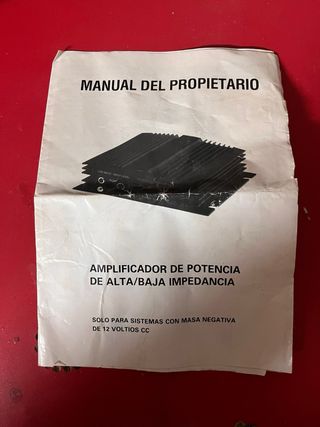 MANUAL DEL PROPIETARIO
AMPLIFICADOR DE POTENCIA
DE ALTA/BAJA IMPEDANCIA
SOLO PARA SISTEMAS CON MASA NEGATIVA
DE 12 VOLTIOS CC